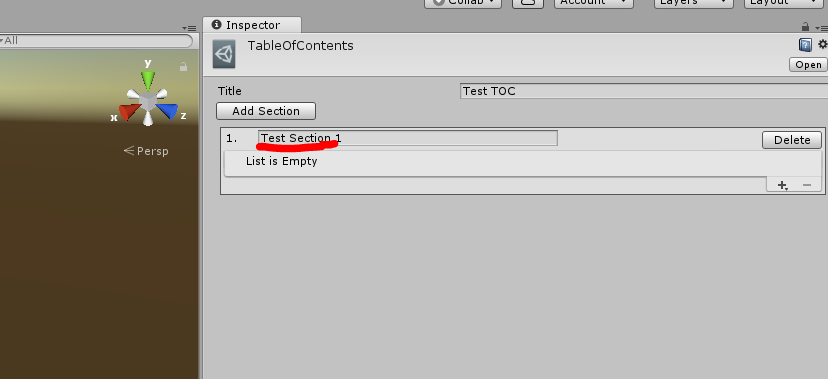 Collab
Account
Layers
Layout
Inspector
All
TableOfContents
Open
y
x
z
Persp
Title
Test TOC
Add Section
1.
Test Section 1
Delete
List is Empty